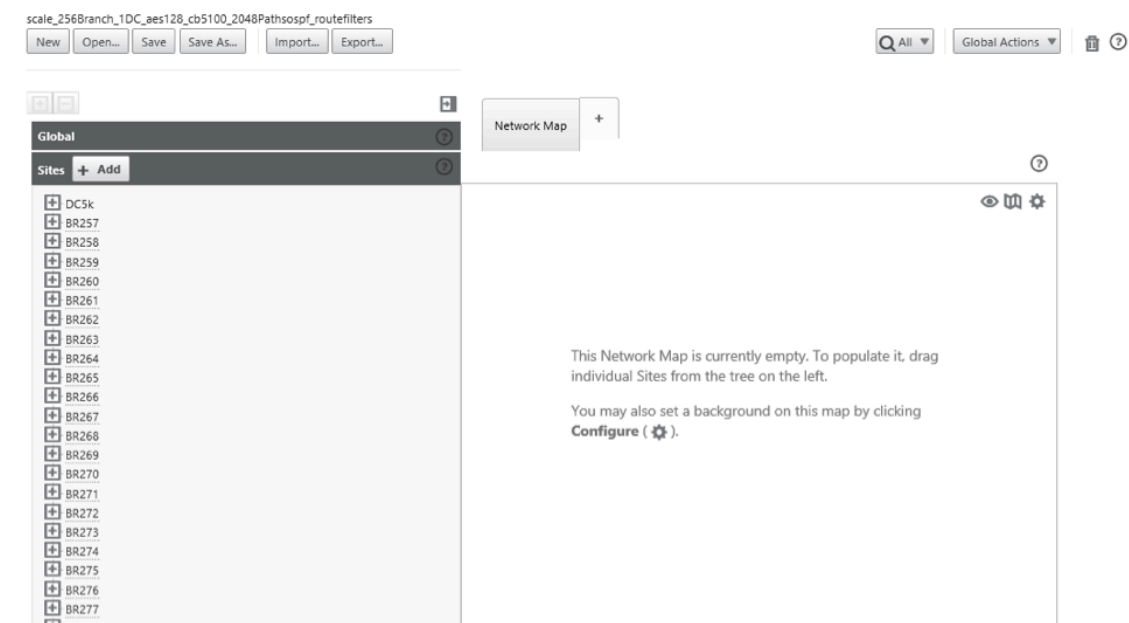 scale_256Branch_1DC_aes128_cb5100_2048Pathsospf_routefilters
New Open... Save Save As... Import... Export... All Global Actions
Network Map +
Global
Sites + Add
DC5k
BR257
BR258
BR259
BR260
BR261
BR262
BR263
BR264
BR265
BR266
BR267
BR268
BR269
BR270
BR271
BR272
BR273
BR274
BR275
BR276
BR277
This Network Map is currently empty. To populate it, drag
individual Sites from the tree on the left.
You may also set a background on this map by clicking
Configure ( ).